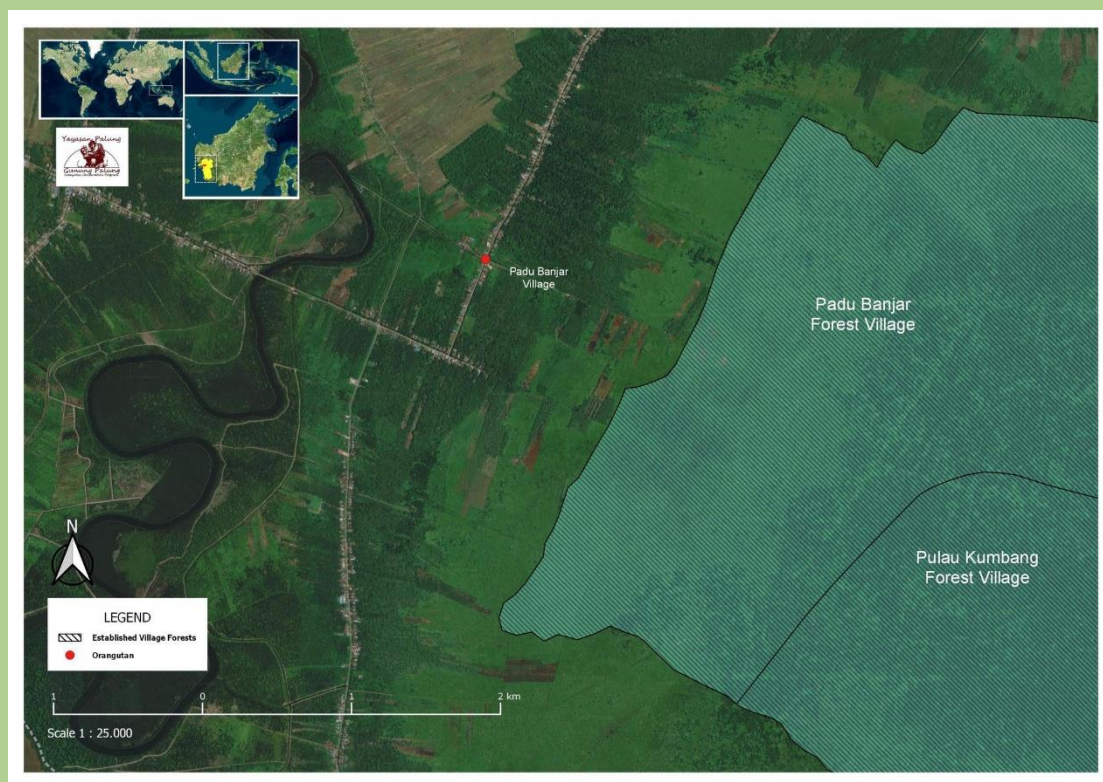 Yayasan Palung
Gunung Palung
Padu Banjar
Village
Padu Banjar
Forest Village
Pulau Kumbang
Forest Village
N
LEGEND
Established Village Forests
Orangutan
1 0 1 2 km
Scale 1 : 25.000